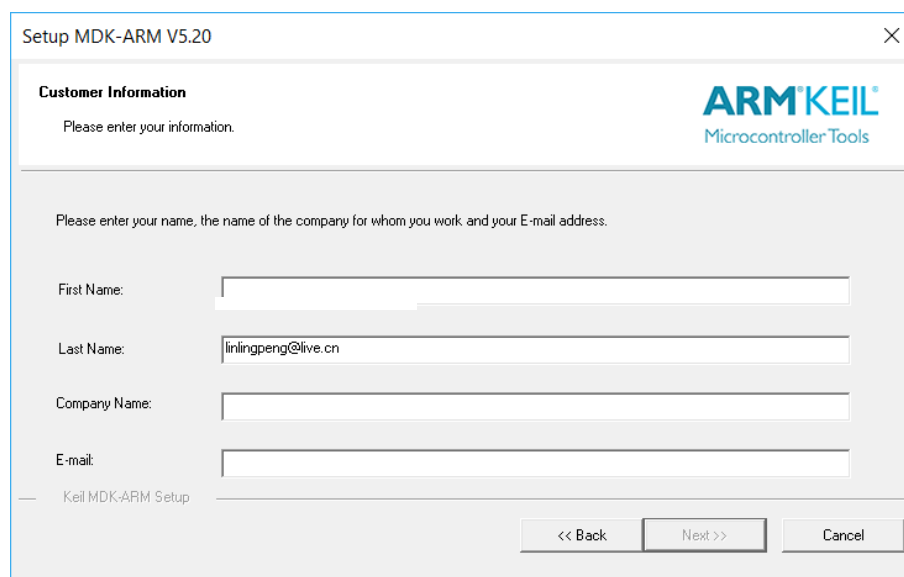 Setup MDK-ARM V5.20
Customer Information
Please enter your information.
ARM®KEIL®
Microcontroller Tools
Please enter your name, the name of the company for whom you work and your E-mail address.
First Name:
Last Name:
linlingpeng@live.cn
Company Name:
E-mail:
Keil MDK-ARM Setup
<< Back
Next >>
Cancel